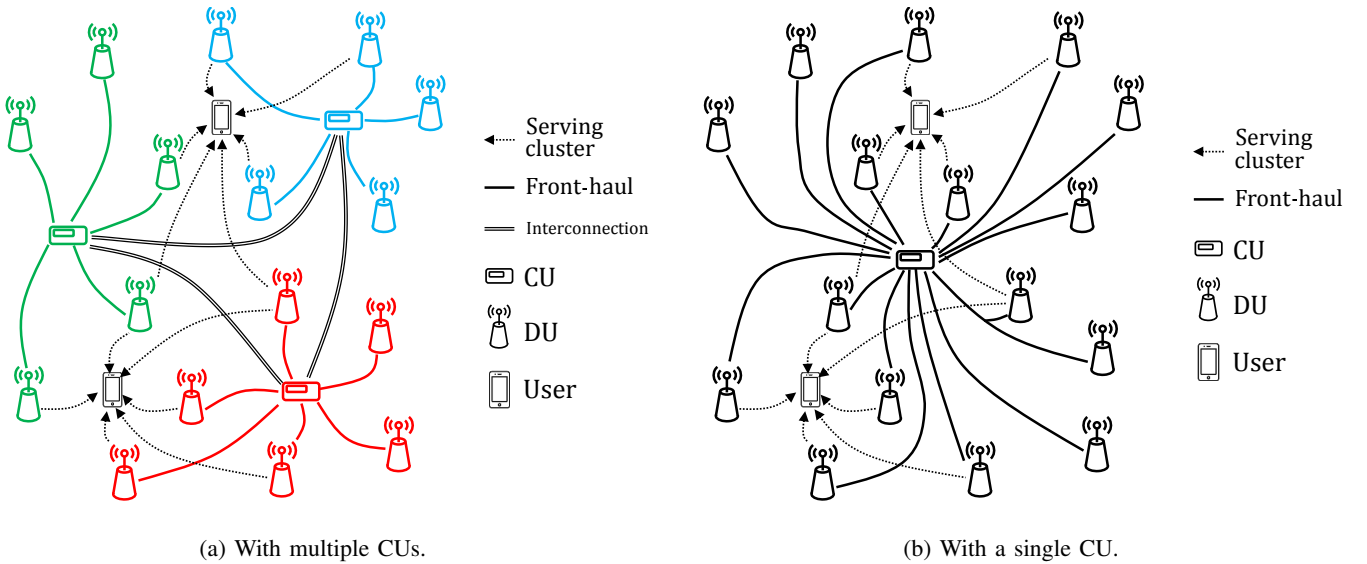 Serving
cluster
Front-haul
Interconnection
CU
DU
User
(a) With multiple CUs.
Serving
cluster
Front-haul
CU
DU
User
(b) With a single CU.